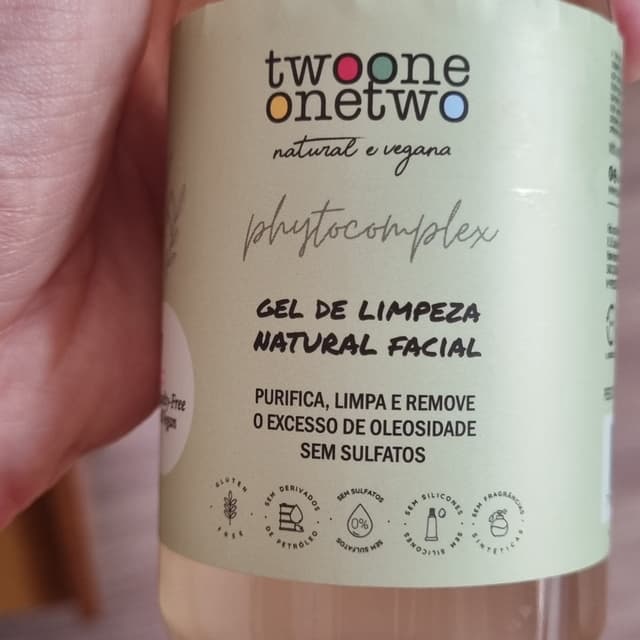 twoone
onetwo
natural e vegana
phytocomplex
GEL DE LIMPEZA
NATURAL FACIAL
PURIFICA, LIMPA E REMOVE
O EXCESSO DE OLEOSIDADE
SEM SULFATOS
GLUTEN FREE
SEM DERIVADOS DE PETRÓLEO
SEM SULFATOS 0% SEM SULFATOS
SEM SILICONES SEM SILICONES
SEM FRAGRÂNCIAS SINTÉTICAS